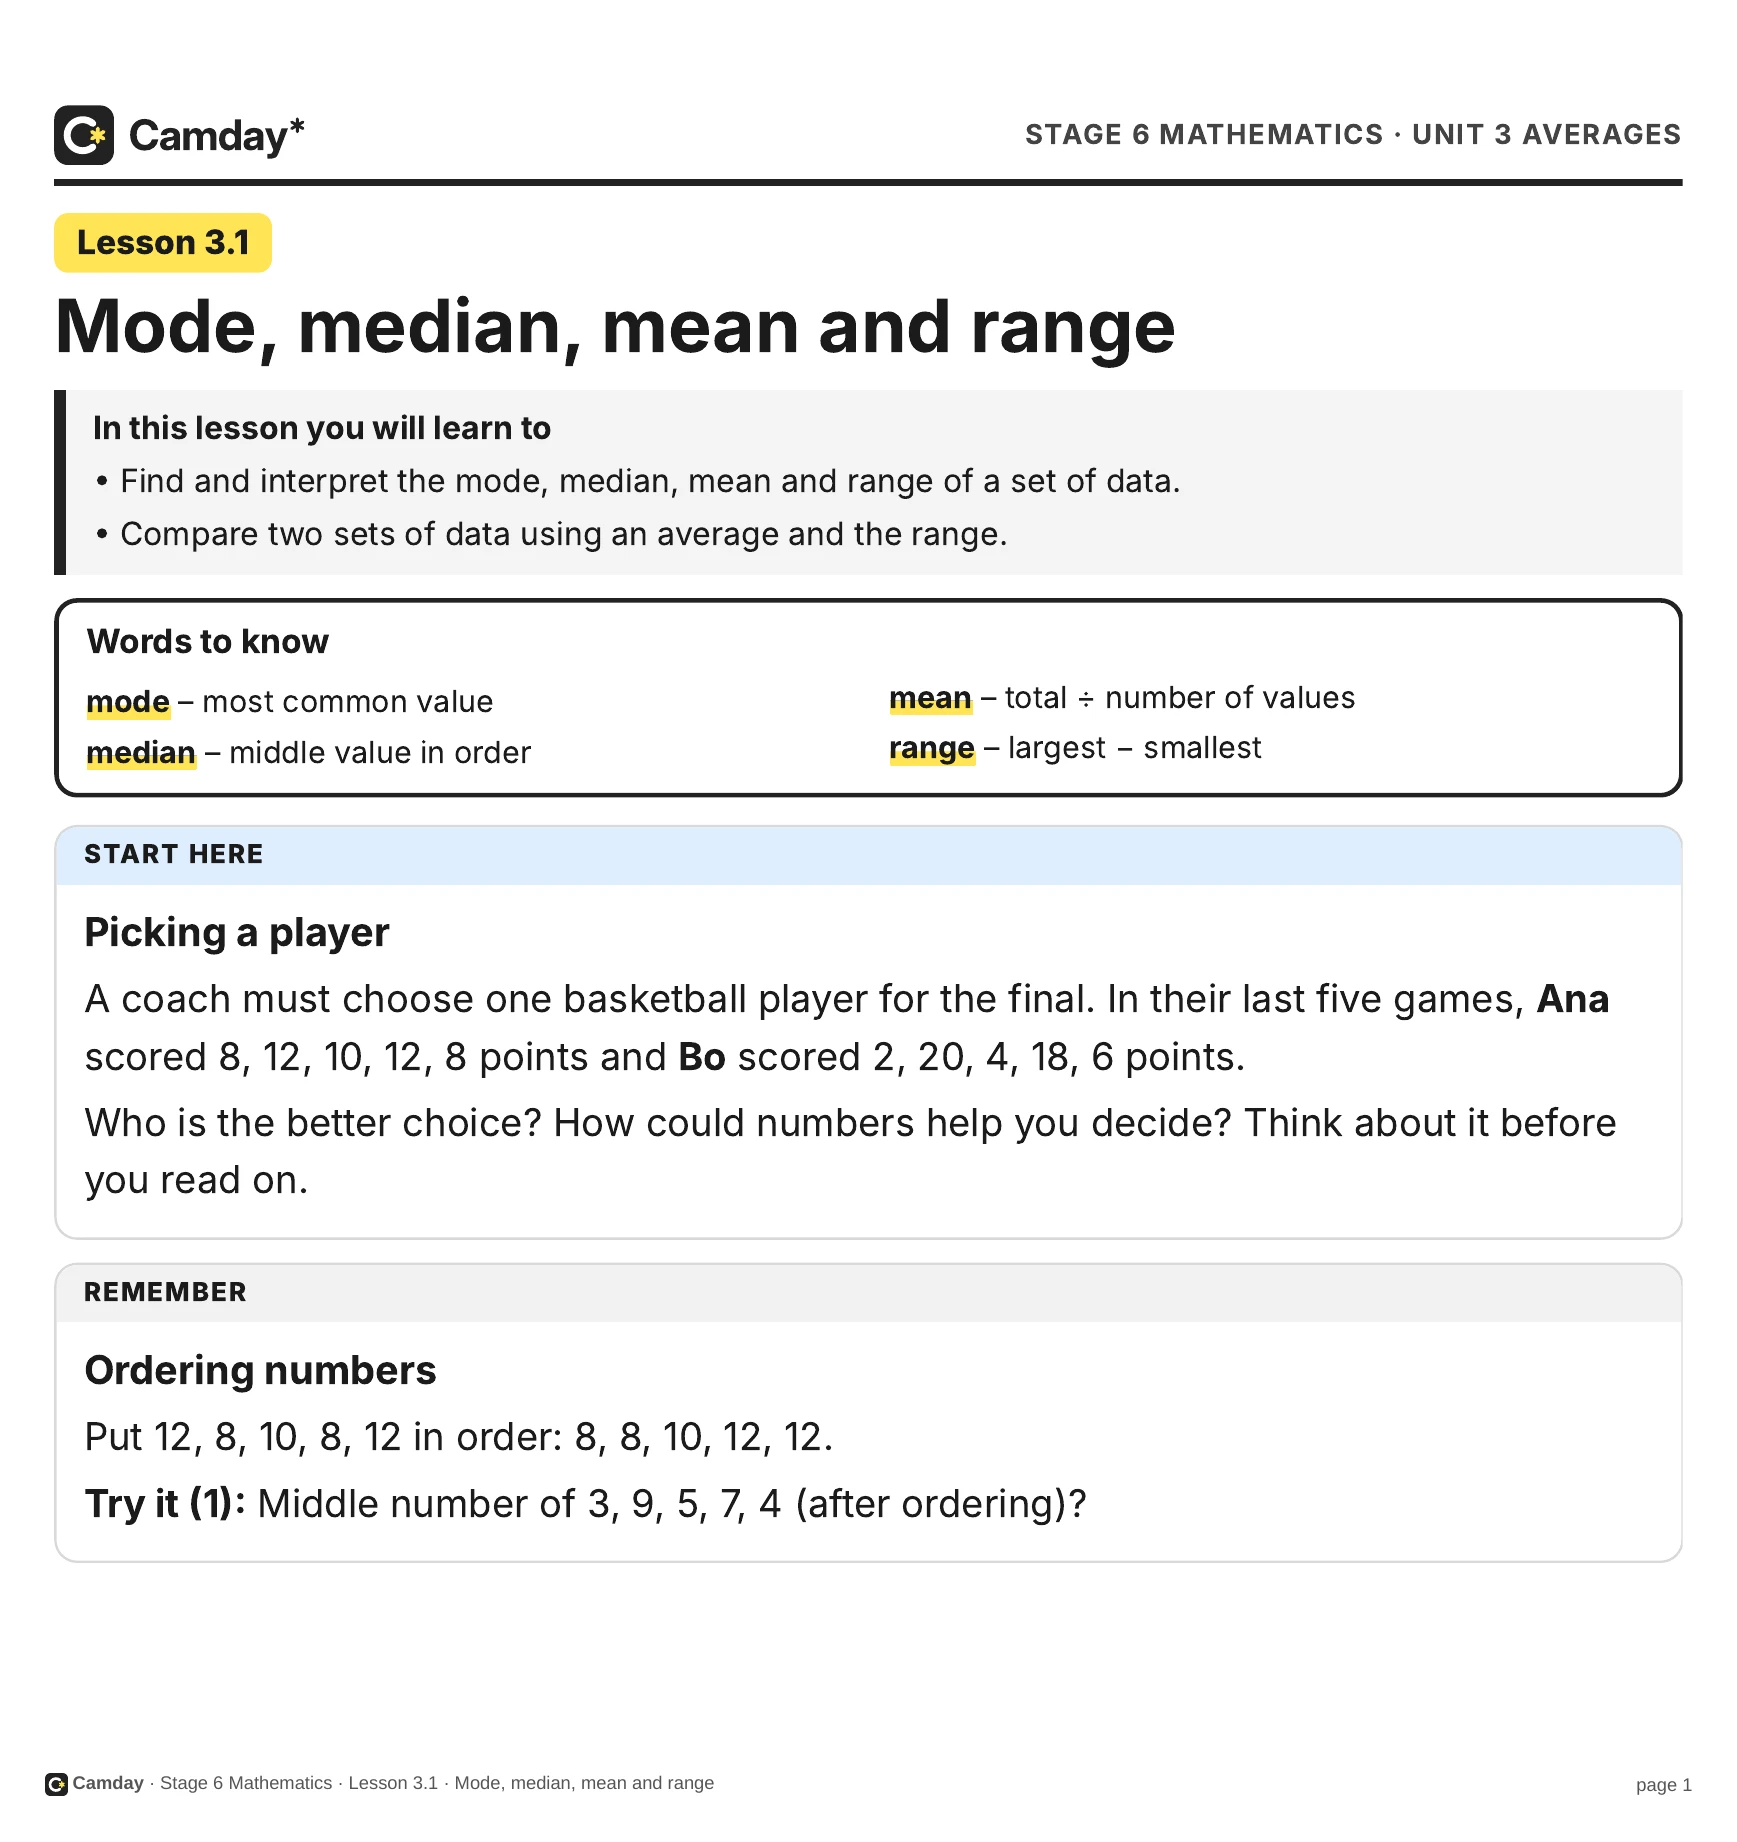 Camday*
STAGE 6 MATHEMATICS · UNIT 3 AVERAGES
Lesson 3.1
Mode, median, mean and range
In this lesson you will learn to
• Find and interpret the mode, median, mean and range of a set of data.
• Compare two sets of data using an average and the range.
Words to know
mode – most common value
median – middle value in order
mean – total ÷ number of values
range – largest − smallest
START HERE
Picking a player
A coach must choose one basketball player for the final. In their last five games, Ana
scored 8, 12, 10, 12, 8 points and Bo scored 2, 20, 4, 18, 6 points.
Who is the better choice? How could numbers help you decide? Think about it before
you read on.
REMEMBER
Ordering numbers
Put 12, 8, 10, 8, 12 in order: 8, 8, 10, 12, 12.
Try it (1): Middle number of 3, 9, 5, 7, 4 (after ordering)?
Camday · Stage 6 Mathematics · Lesson 3.1 · Mode, median, mean and range
page 1